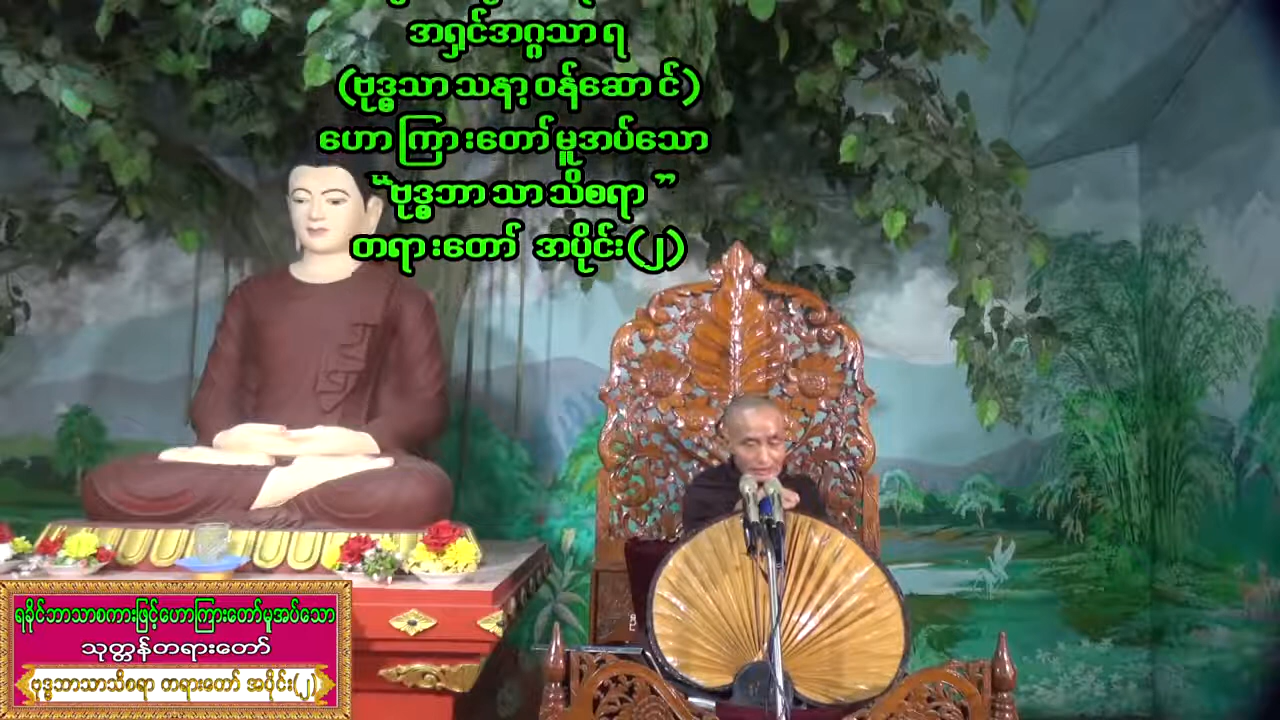 အရှင်အဂ္ဂသာရ
(ဗုဒ္ဓသာသနာ့ဝန်ဆောင်)
ဟောကြားတော်မူအပ်သော
“ဗုဒ္ဓဘာသာသိစရာ”
တရားတော် အပိုင်း(၂)
ရခိုင်ဘာသာစကားဖြင့်ဟောကြားတော်မူအပ်သော
သုတ္တန်တရားတော်
ဗုဒ္ဓဘာသာသိစရာ တရားတော် အပိုင်း(၂)